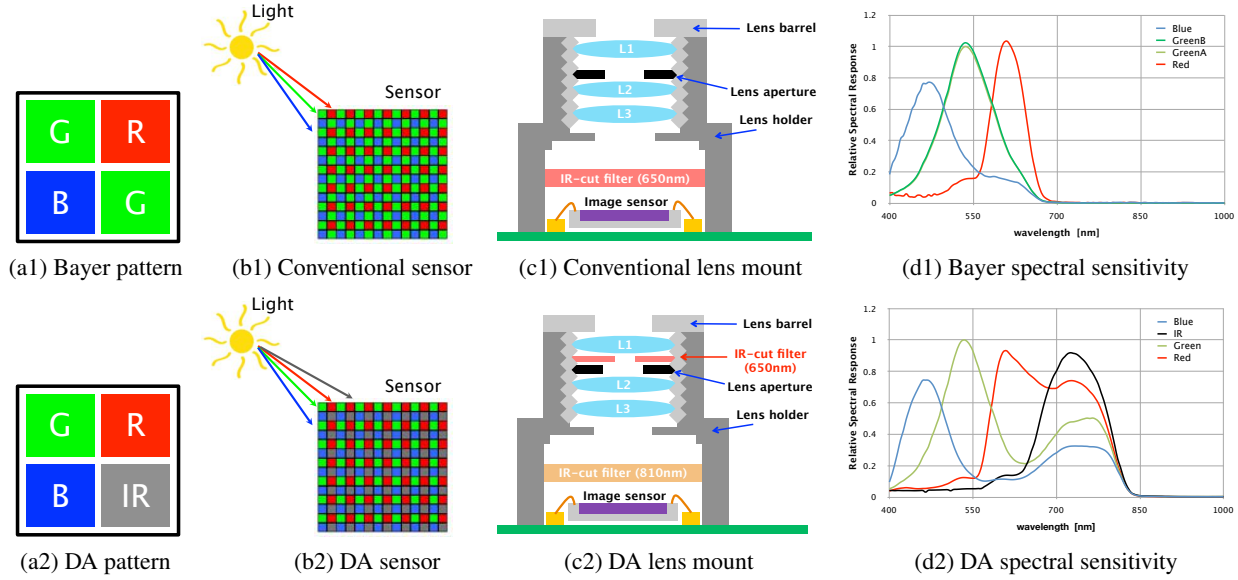 Light
Sensor
G
R
B
G
(a1) Bayer pattern
(b1) Conventional sensor
Lens barrel
L1
L2
Lens aperture
L3
Lens holder
IR-cut filter (650nm)
Image sensor
(c1) Conventional lens mount
Relative Spectral Response
1.2
1
0.8
0.6
0.4
0.2
0
400
550
700
850
1000
wavelength [nm]
Blue
GreenB
GreenA
Red
(d1) Bayer spectral sensitivity
Light
Sensor
G
R
B
IR
(a2) DA pattern
(b2) DA sensor
Lens barrel
L1
IR-cut filter
(650nm)
Lens aperture
L2
L3
Lens holder
IR-cut filter (810nm)
Image sensor
(c2) DA lens mount
Relative Spectral Response
1.2
1
0.8
0.6
0.4
0.2
0
400
550
700
850
1000
wavelength [nm]
Blue
IR
Green
Red
(d2) DA spectral sensitivity